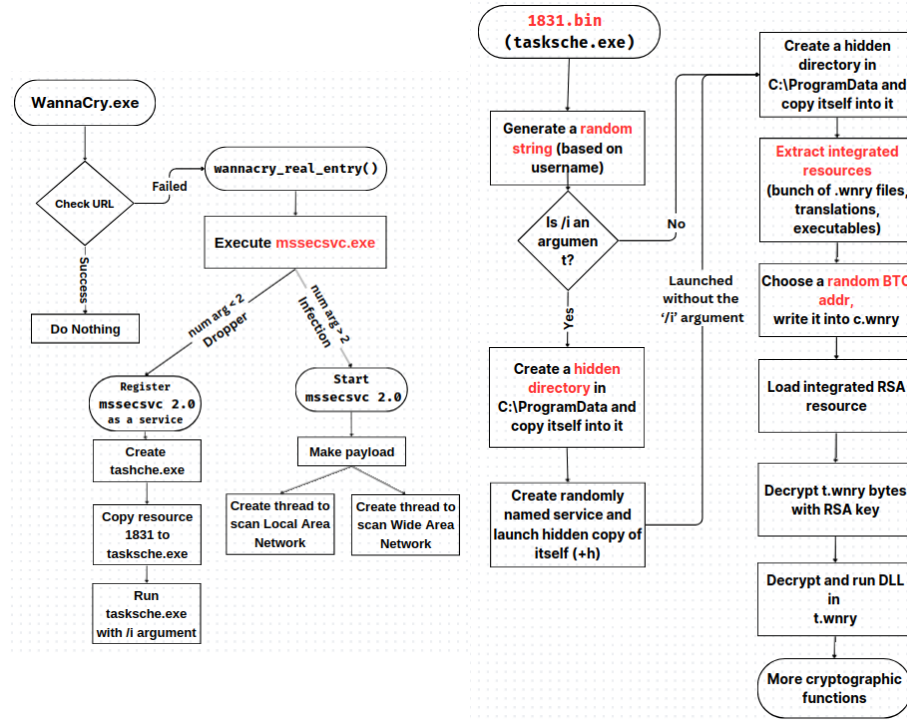 WannaCry.exe
Check URL
Failed
wannacry_real_entry()
Execute mssecsvc.exe
Success
Do Nothing
num arg < 2
Dropper
num arg > 2
Infection
Register
mssecsvc 2.0
as a service
Create
tashche.exe
Copy resource
1831 to
tasksche.exe
Run
tasksche.exe
with /i argument
Start
mssecsvc 2.0
Make payload
Create thread to
scan Local Area
Network
Create thread to
scan Wide Area
Network
1831.bin
(tasksche.exe)
Generate a random
string (based on
username)
Is /i an
argumen
t?
No
Yes
Launched
without the
‘/i’ argument
Create a hidden
directory in
C:\ProgramData and
copy itself into it
Create randomly
named service and
launch hidden copy of
itself (+h)
Create a hidden
directory in
C:\ProgramData and
copy itself into it
Extract integrated
resources
(bunch of .wnry files,
translations,
executables)
Choose a random BTC
addr,
write it into c.wnry
Load integrated RSA
resource
Decrypt t.wnry bytes
with RSA key
Decrypt and run DLL
in
t.wnry
More cryptographic
functions